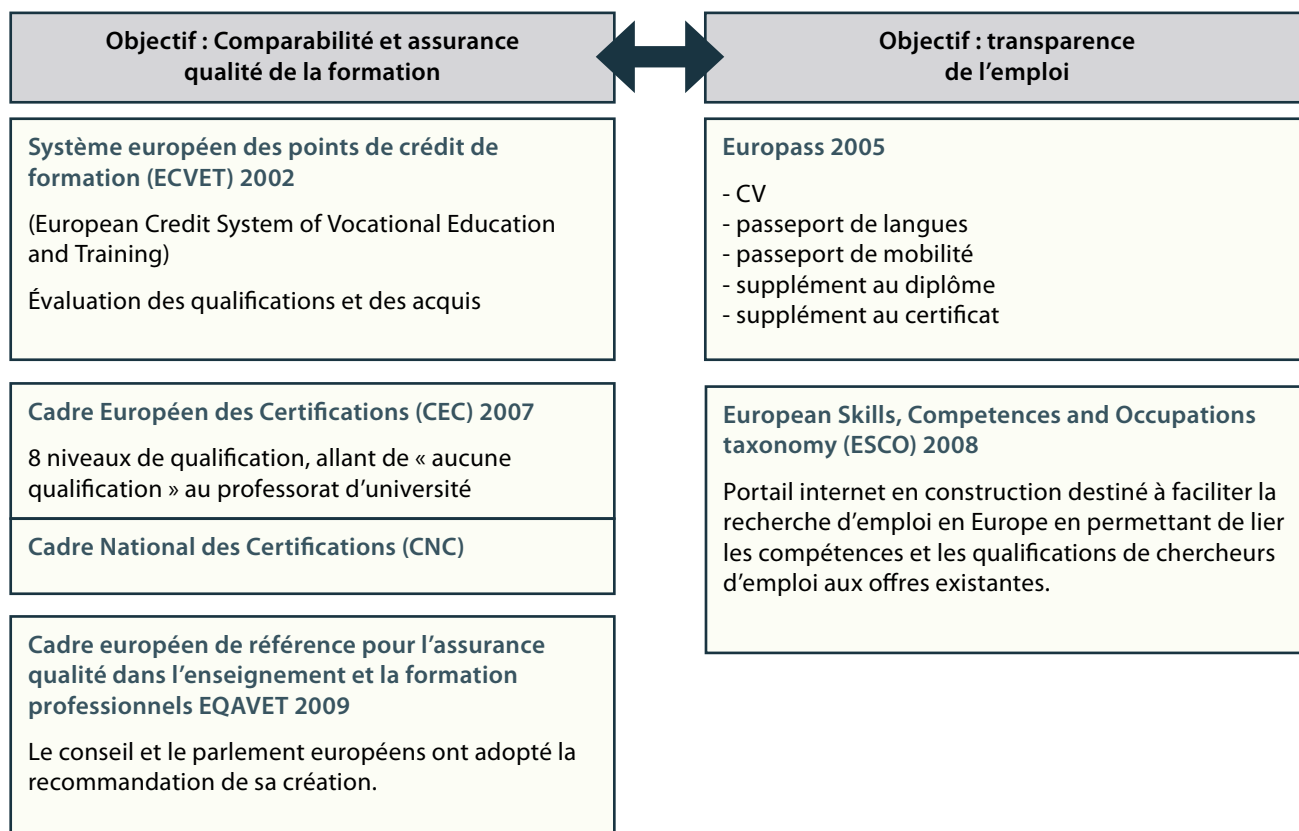 Objectif : Comparabilité et assurance
qualité de la formation
Objectif : transparence
de l’emploi
Système européen des points de crédit de
formation (ECVET) 2002
(European Credit System of Vocational Education
and Training)
Évaluation des qualifications et des acquis
Cadre Européen des Certifications (CEC) 2007
8 niveaux de qualification, allant de « aucune
qualification » au professorat d’université
Cadre National des Certifications (CNC)
Cadre européen de référence pour l’assurance
qualité dans l’enseignement et la formation
professionnels EQAVET 2009
Le conseil et le parlement européens ont adopté la
recommandation de sa création.
Europass 2005
- CV
- passeport de langues
- passeport de mobilité
- supplément au diplôme
- supplément au certificat
European Skills, Competences and Occupations
taxonomy (ESCO) 2008
Portail internet en construction destiné à faciliter la
recherche d’emploi en Europe en permettant de lier
les compétences et les qualifications de chercheurs
d’emploi aux offres existantes.